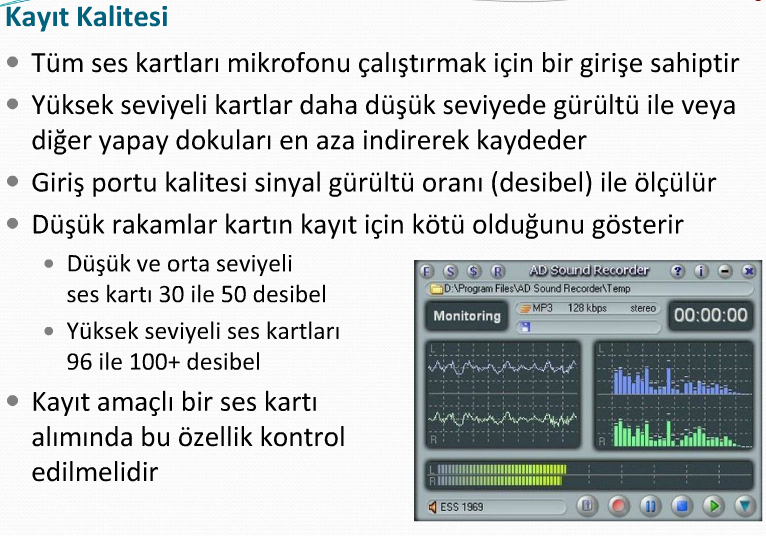 Kayıt Kalitesi
Tüm ses kartları mikrofonu çalıştırmak için bir girişe sahiptir
Yüksek seviyeli kartlar daha düşük seviyede gürültü ile veya
diğer yapay dokuları en aza indirerek kaydeder
Giriş portu kalitesi sinyal gürültü oranı (desibel) ile ölçülür
Düşük rakamlar kartın kayıt için kötü olduğunu gösterir
Düşük ve orta seviyeli
ses kartı 30 ile 50 desibel
Yüksek seviyeli ses kartları
96 ile 100+ desibel
Kayıt amaçlı bir ses kartı
alımında bu özellik kontrol
edilmelidir
F S $ R AD Sound Recorder ? i
D:\Program Files\AD Sound Recorder\Temp
Monitoring MP3 128 kbps stereo 00:00:00
L L
R R
L
R
ESS 1969